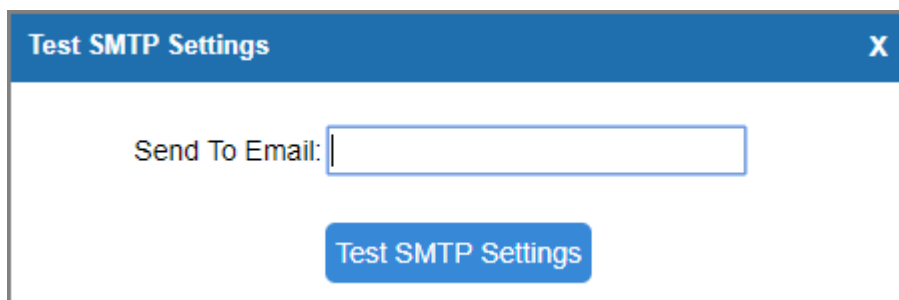 Test SMTP Settings X
Send To Email:
Test SMTP Settings